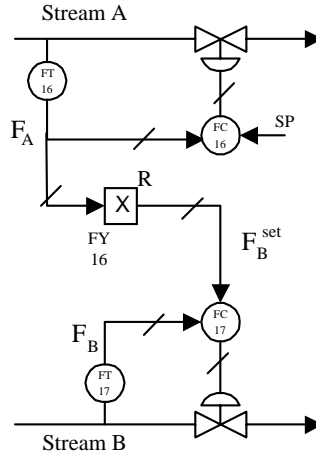 Stream A
FT
16
F_A
FC
16
SP
R
X
FY
16
F_B^set
FC
17
F_B
FT
17
Stream B